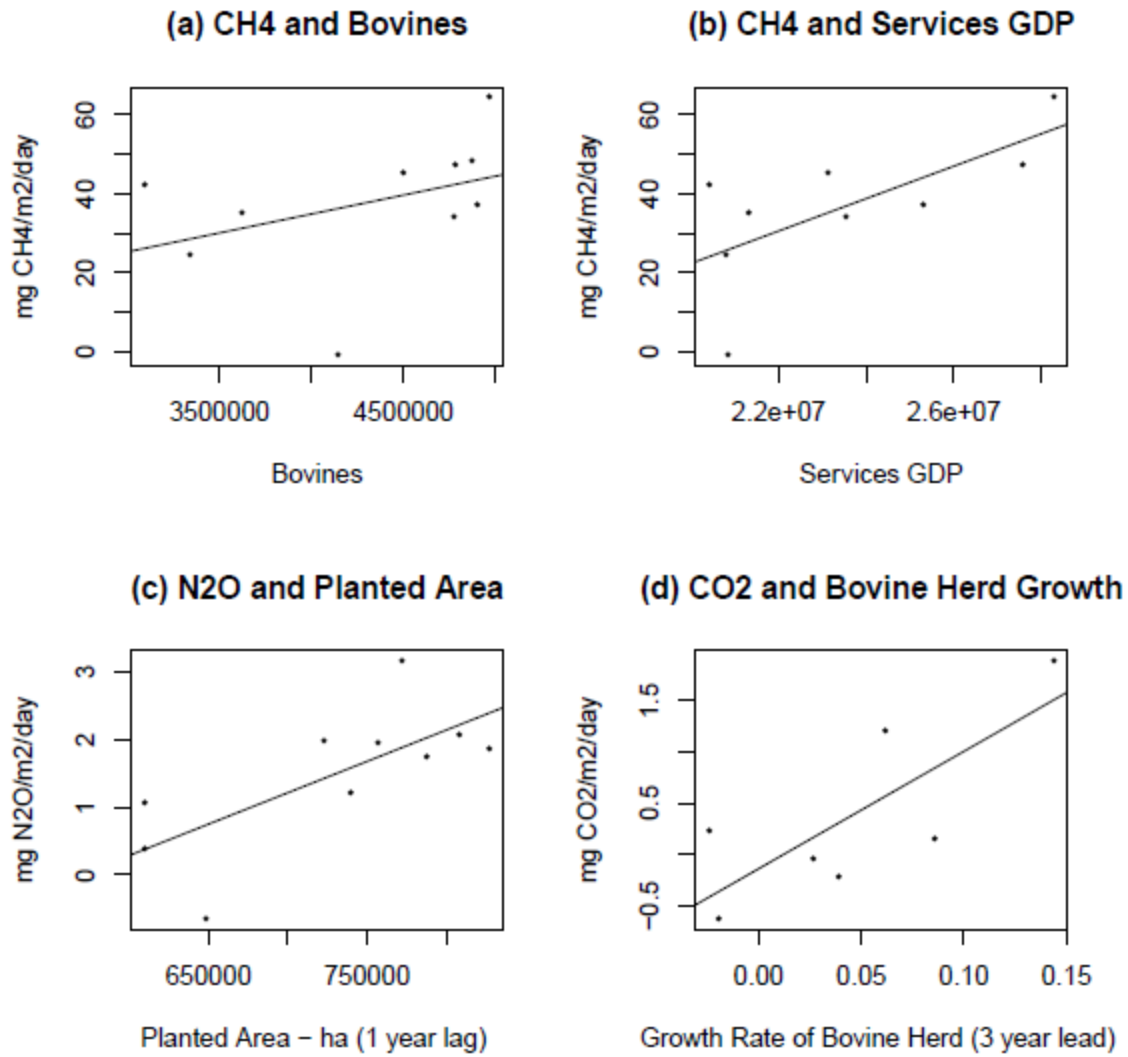 (a) CH4 and Bovines
mg CH4/m2/day
0 20 40 60
3500000 4500000
Bovines
(b) CH4 and Services GDP
mg CH4/m2/day
0 20 40 60
2.2e+07 2.6e+07
Services GDP
(c) N2O and Planted Area
mg N2O/m2/day
0 1 2 3
650000 750000
Planted Area − ha (1 year lag)
(d) CO2 and Bovine Herd Growth
mg CO2/m2/day
−0.5 0.5 1.5
0.00 0.05 0.10 0.15
Growth Rate of Bovine Herd (3 year lead)